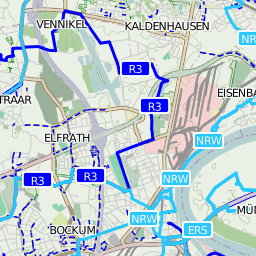 VENNIKEL
KALDENHAUSEN
NRW
R3
EISENBA
TRAAR
R3
ELFRATH
NRW
R3
R3
NRW
NRW
MÜ
BOCKUM
ERS